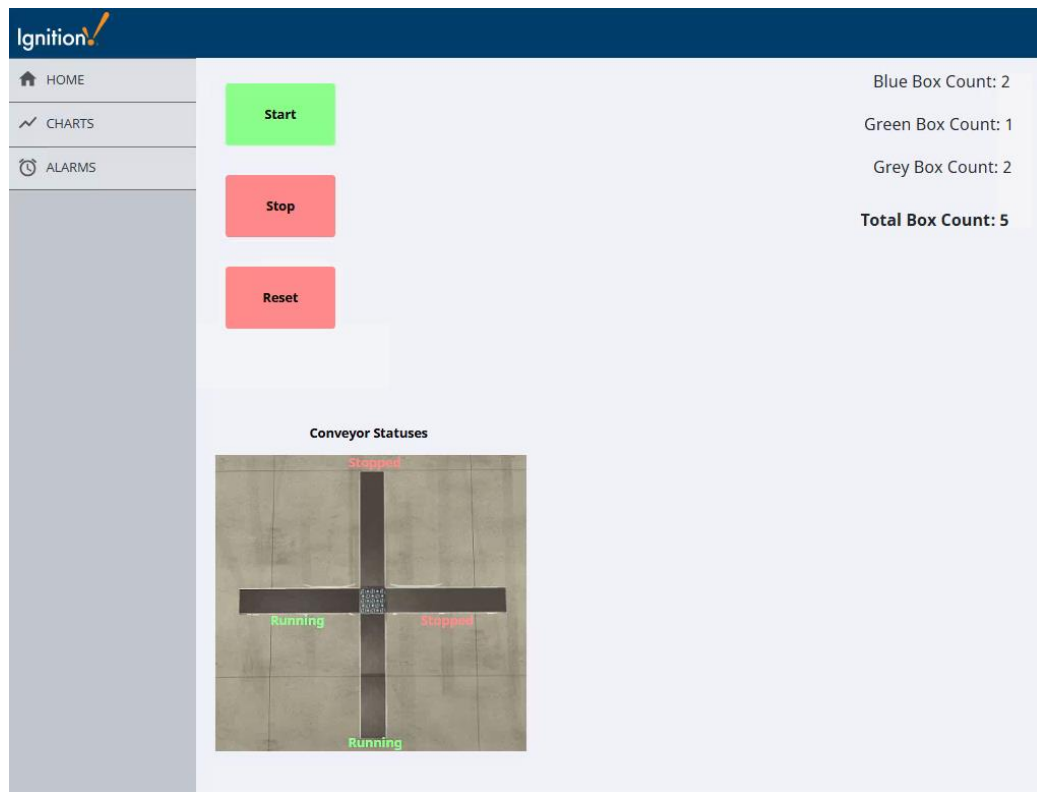 Ignition!
HOME
CHARTS
ALARMS
Start
Stop
Reset
Blue Box Count: 2
Green Box Count: 1
Grey Box Count: 2
Total Box Count: 5
Conveyor Statuses
Stopped
Running
Stopped
Running